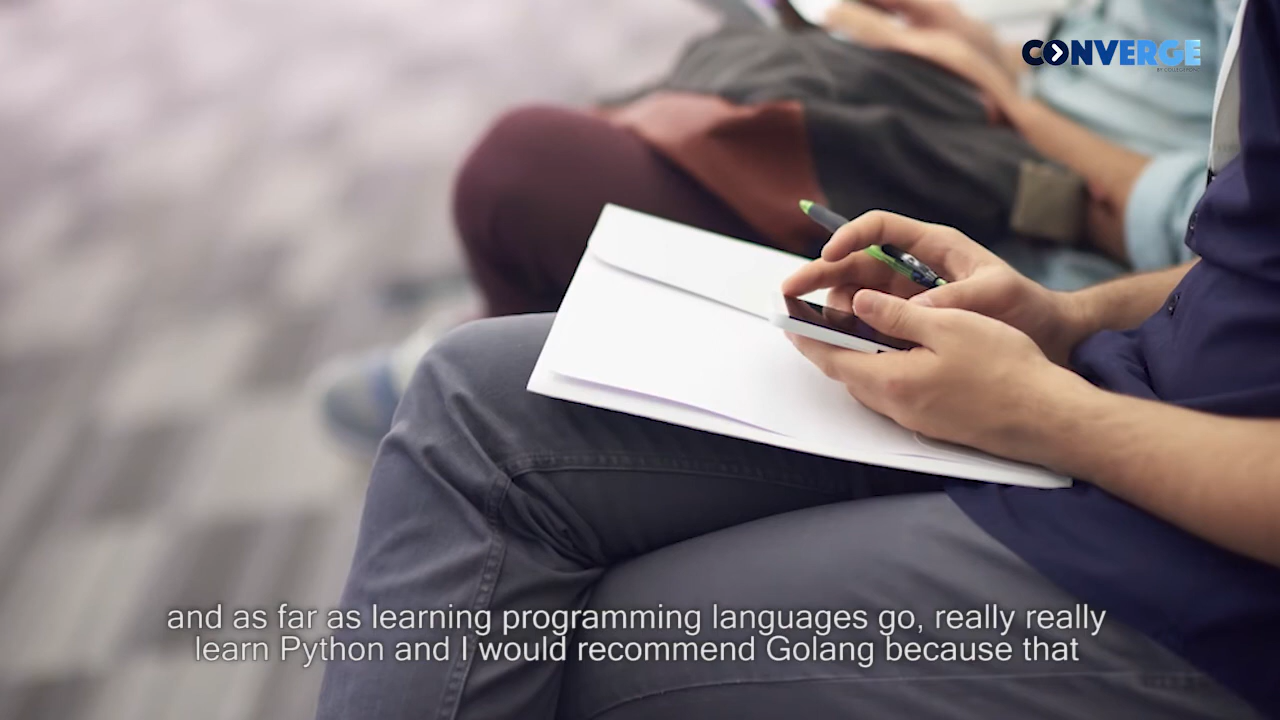 CONVERGE
and as far as learning programming languages go, really really
learn Python and I would recommend Golang because that